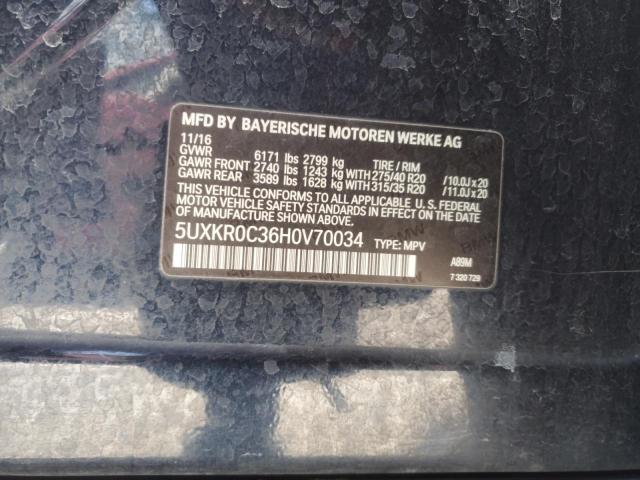 MFD BY BAYERISCHE MOTOREN WERKE AG
11/16
GVWR 6171 lbs 2799 kg TIRE / RIM
GAWR FRONT 2740 lbs 1243 kg WITH 275/40 R20 /10.0J x 20
GAWR REAR 3589 lbs 1628 kg WITH 315/35 R20 /11.0J x 20
THIS VEHICLE CONFORMS TO ALL APPLICABLE U. S. FEDERAL
MOTOR VEHICLE SAFETY STANDARDS IN EFFECT ON THE
DATE OF MANUFACTURE SHOWN ABOVE.
5UXKR0C36H0V70034 TYPE: MPV
A89M
7 320 729